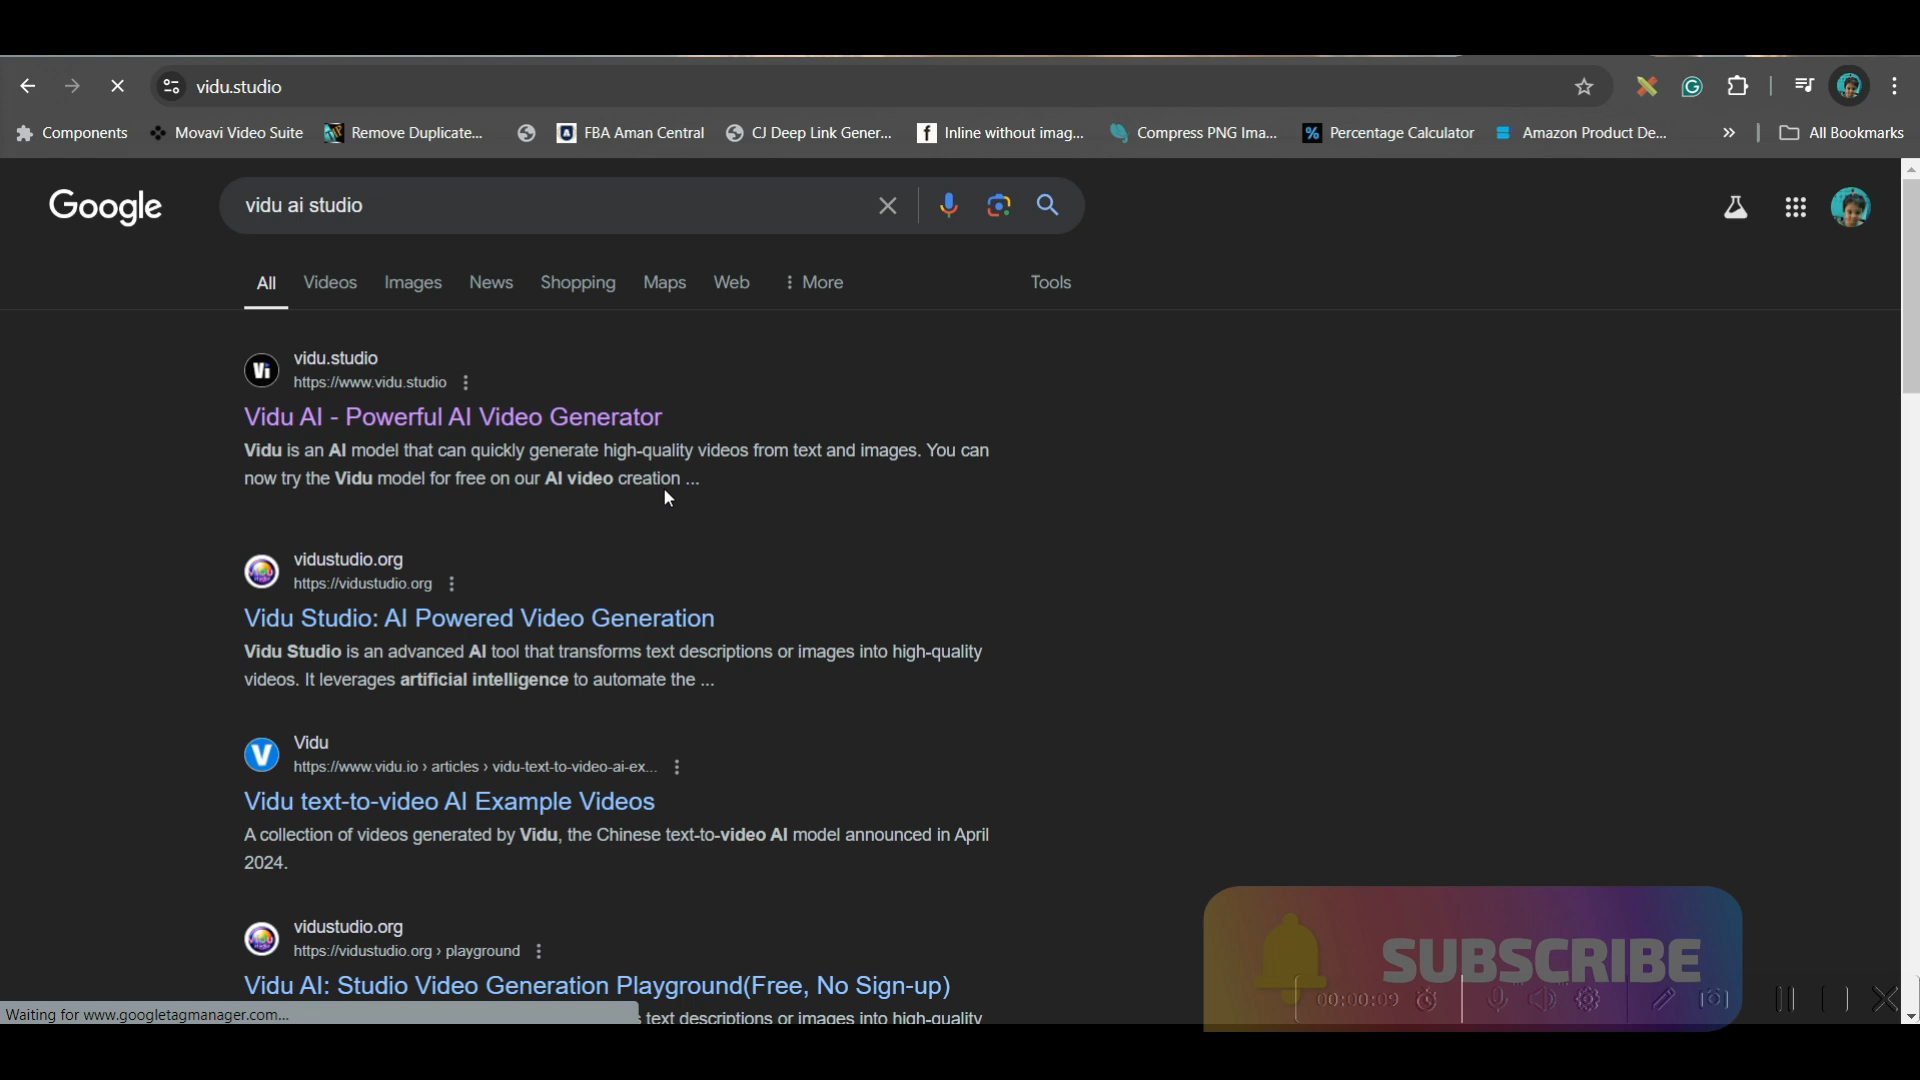 vidu.studio
Components Movavi Video Suite Remove Duplicate... FBA Aman Central CJ Deep Link Gener... Inline without imag... Compress PNG Ima... Percentage Calculator Amazon Product De... » All Bookmarks
Google vidu ai studio
All Videos Images News Shopping Maps Web More Tools
vidu.studio
https://www.vidu.studio
Vidu AI - Powerful AI Video Generator
Vidu is an AI model that can quickly generate high-quality videos from text and images. You can
now try the Vidu model for free on our AI video creation ...
vidustudio.org
https://vidustudio.org
Vidu Studio: AI Powered Video Generation
Vidu Studio is an advanced AI tool that transforms text descriptions or images into high-quality
videos. It leverages artificial intelligence to automate the ...
Vidu
https://www.vidu.io › articles › vidu-text-to-video-ai-ex...
Vidu text-to-video AI Example Videos
A collection of videos generated by Vidu, the Chinese text-to-video AI model announced in April
2024.
vidustudio.org
https://vidustudio.org › playground
Vidu AI: Studio Video Generation Playground(Free, No Sign-up)
text descriptions or images into high-quality
Waiting for www.googletagmanager.com...
SUBSCRIBE
00:00:09